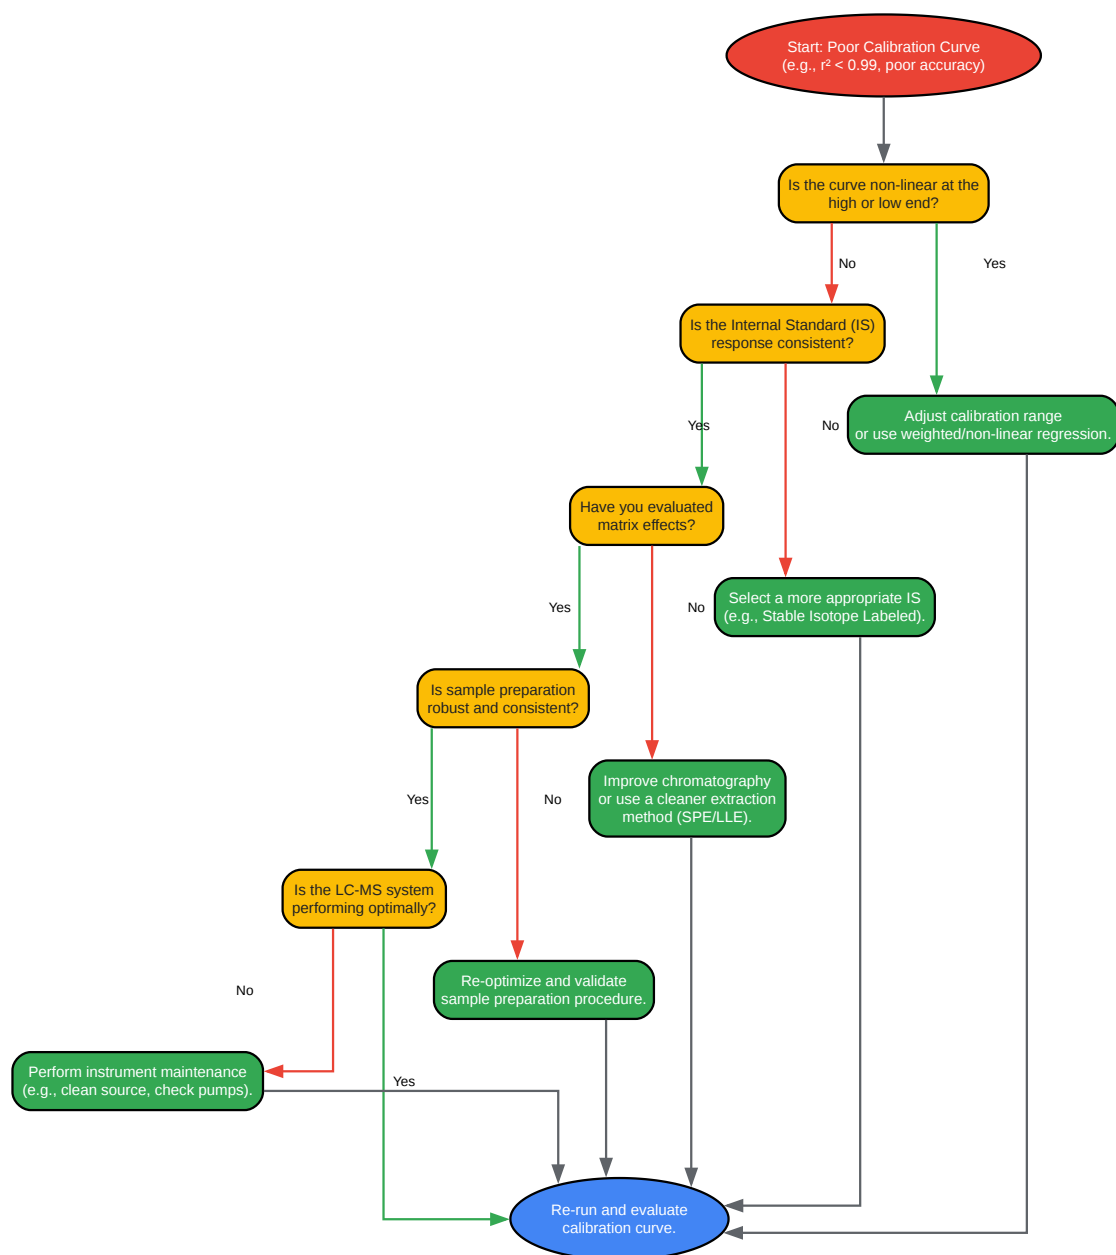 Start: Poor Calibration Curve
(e.g., r² < 0.99, poor accuracy)
Is the curve non-linear at the
high or low end?
No
Yes
Is the Internal Standard (IS)
response consistent?
Yes
No
Adjust calibration range
or use weighted/non-linear regression.
Have you evaluated
matrix effects?
Yes
No
Select a more appropriate IS
(e.g., Stable Isotope Labeled).
Is sample preparation
robust and consistent?
Yes
No
Improve chromatography
or use a cleaner extraction
method (SPE/LLE).
Is the LC-MS system
performing optimally?
No
Yes
Re-optimize and validate
sample preparation procedure.
Perform instrument maintenance
(e.g., clean source, check pumps).
Re-run and evaluate
calibration curve.